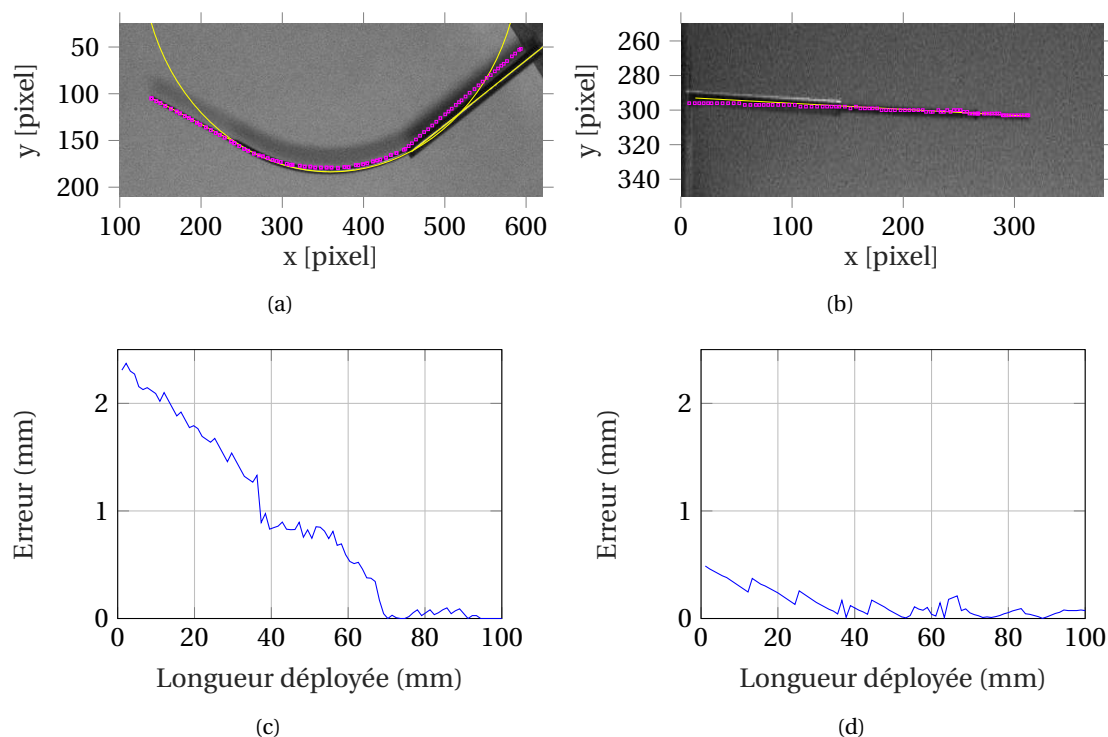 50
100
150
200
y [pixel]
100 200 300 400 500 600
x [pixel]
(a)
260
280
300
320
340
y [pixel]
0 100 200 300
x [pixel]
(b)
2
1
0
Erreur (mm)
0 20 40 60 80 100
Longueur déployée (mm)
(c)
2
1
0
Erreur (mm)
0 20 40 60 80 100
Longueur déployée (mm)
(d)